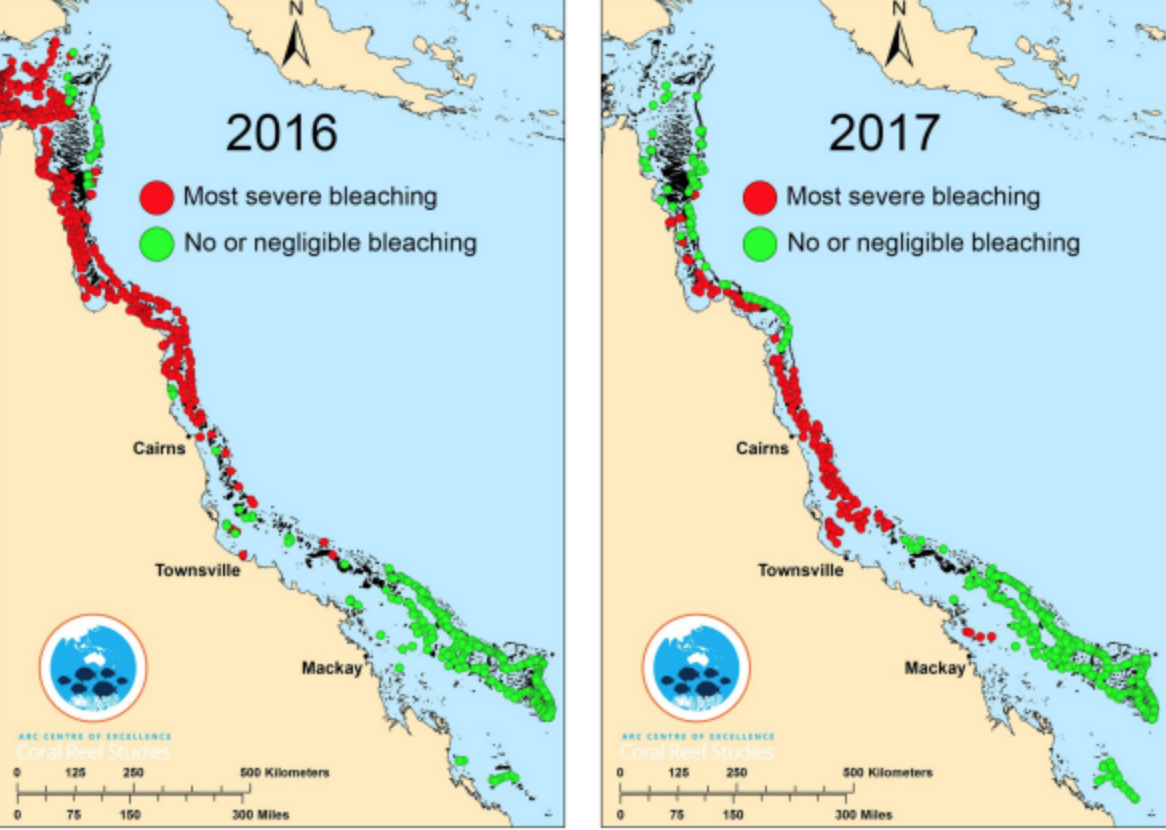 N
2016
Most severe bleaching
No or negligible bleaching
Cairns
Townsville
Mackay
ARC CENTRE OF EXCELLENCE
Coral Reef Studies
0 125 250 500 Kilometers
0 75 150 300 Miles
N
2017
Most severe bleaching
No or negligible bleaching
Cairns
Townsville
Mackay
ARC CENTRE OF EXCELLENCE
Coral Reef Studies
0 125 250 500 Kilometers
0 75 150 300 Miles